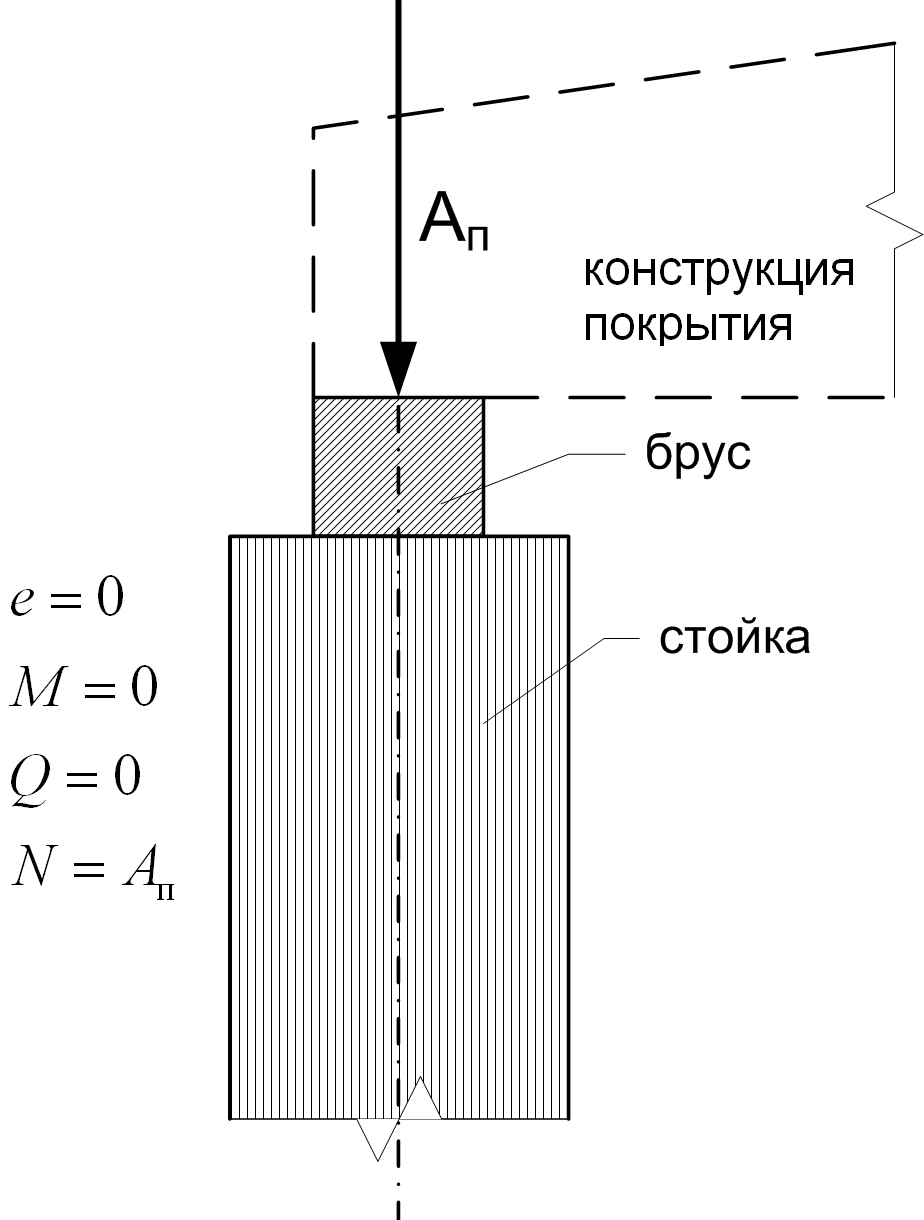 Aп
конструкция
покрытия
брус
e = 0
стойка
M = 0
Q = 0
N = Aп